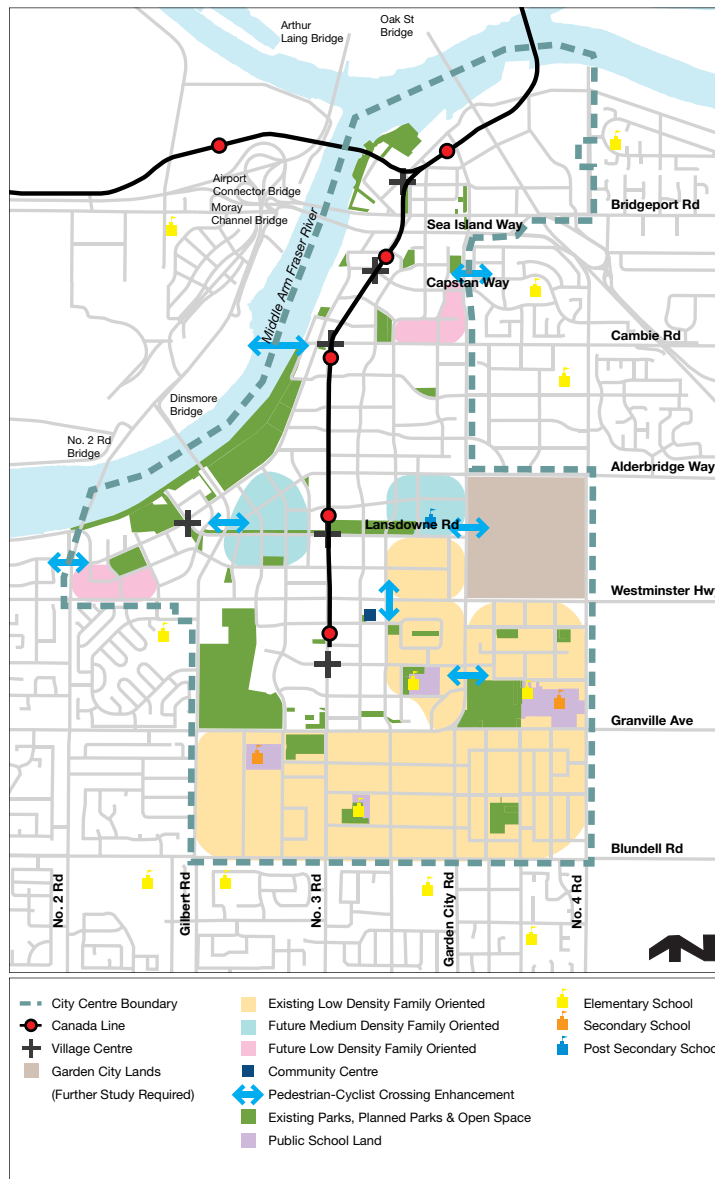 Arthur
Laing Bridge
Oak St
Bridge
Airport
Connector Bridge
Moray
Channel Bridge
Middle Arm Fraser River
Bridgeport Rd
Sea Island Way
Capstan Way
Cambie Rd
Dinsmore
Bridge
No. 2 Rd
Bridge
Alderbridge Way
Lansdowne Rd
Westminster Hwy
Granville Ave
Blundell Rd
No. 2 Rd
Gilbert Rd
No. 3 Rd
Garden City Rd
No. 4 Rd
City Centre Boundary
Canada Line
Village Centre
Garden City Lands
(Further Study Required)
Existing Low Density Family Oriented
Future Medium Density Family Oriented
Future Low Density Family Oriented
Community Centre
Pedestrian-Cyclist Crossing Enhancement
Existing Parks, Planned Parks & Open Space
Public School Land
Elementary School
Secondary School
Post Secondary School